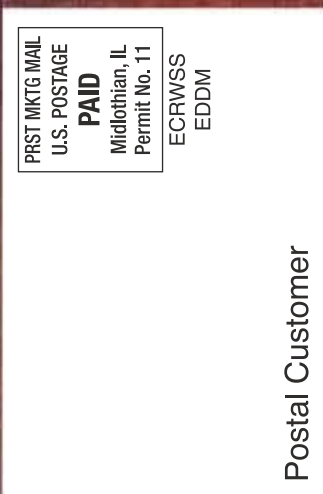 PRST MKTG MAIL
U.S. POSTAGE
PAID
Midlothian, IL
Permit No. 11
ECRWSS
EDDM
Postal Customer